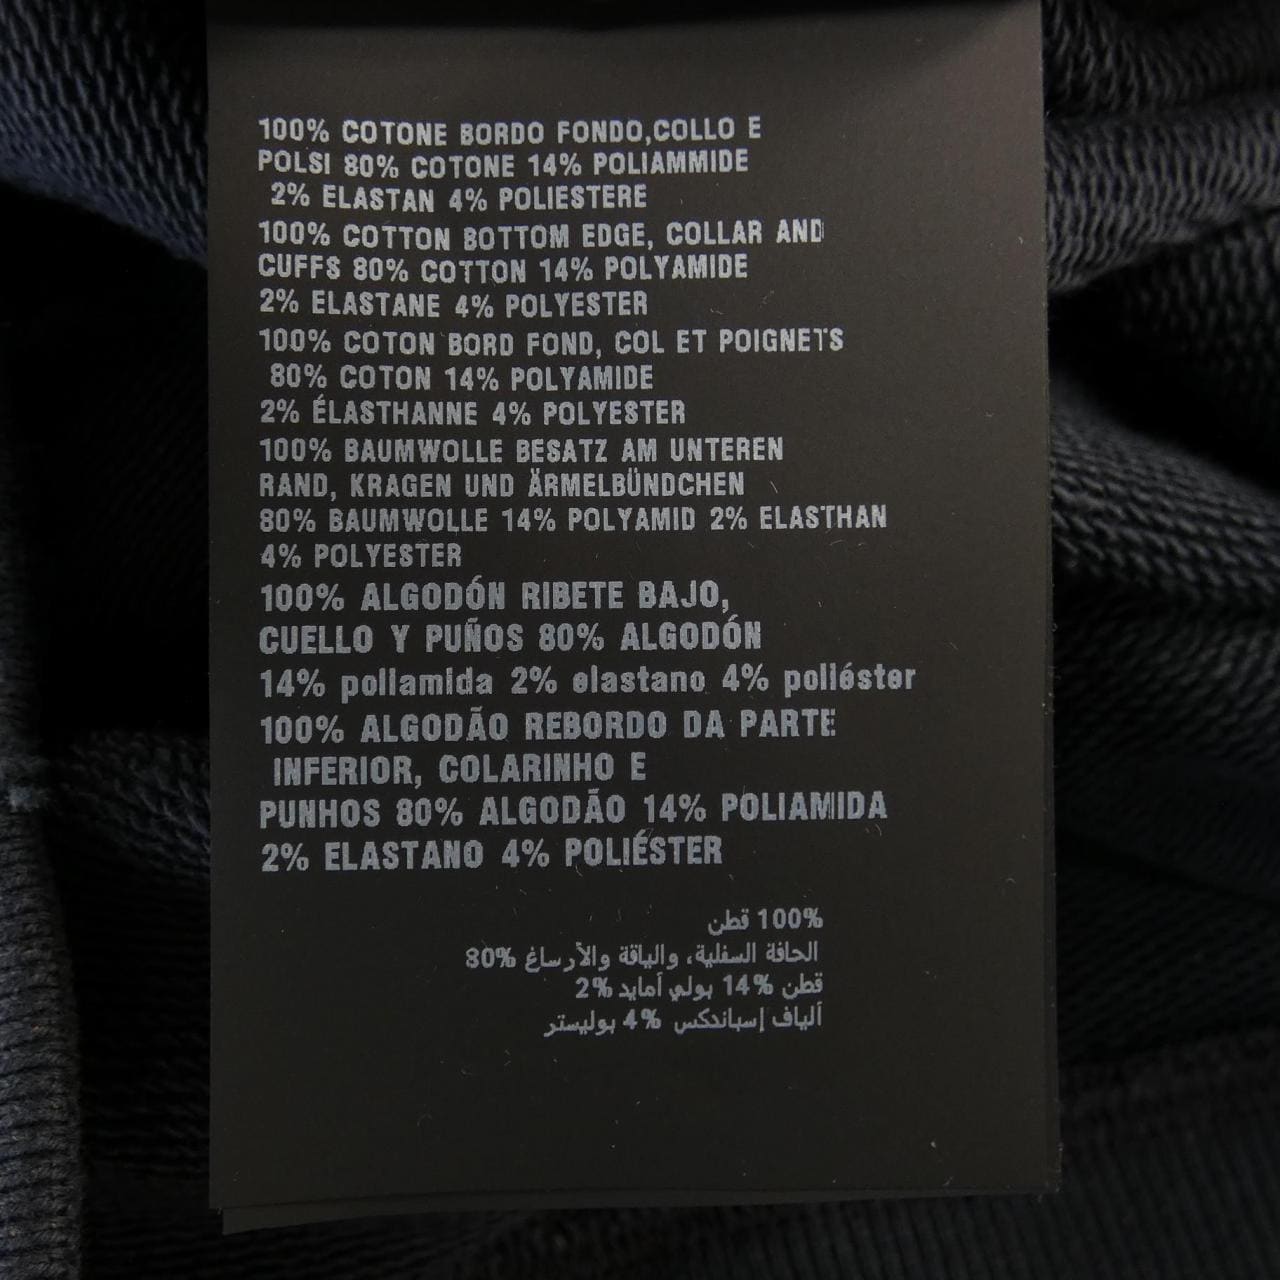 100% COTONE BORDO FONDO,COLLO E
POLSI 80% COTONE 14% POLIAMMIDE
2% ELASTAN 4% POLIESTERE
100% COTTON BOTTOM EDGE, COLLAR AND
CUFFS 80% COTTON 14% POLYAMIDE
2% ELASTANE 4% POLYESTER
100% COTON BORD FOND, COL ET POIGNETS
80% COTON 14% POLYAMIDE
2% ÉLASTHANNE 4% POLYESTER
100% BAUMWOLLE BESATZ AM UNTEREN
RAND, KRAGEN UND ÄRMELBÜNDCHEN
80% BAUMWOLLE 14% POLYAMID 2% ELASTHAN
4% POLYESTER
100% ALGODÓN RIBETE BAJO,
CUELLO Y PUÑOS 80% ALGODÓN
14% poliamida 2% elastano 4% poliéster
100% ALGODÃO REBORDO DA PARTE
INFERIOR, COLARINHO E
PUNHOS 80% ALGODÃO 14% POLIAMIDA
2% ELASTANO 4% POLIÉSTER
100% قطن
الحافة السفلية، والياقة والأرساغ 80%
قطن 14% بولي أمايد 2%
ألياف إسباندكس 4% بوليستر